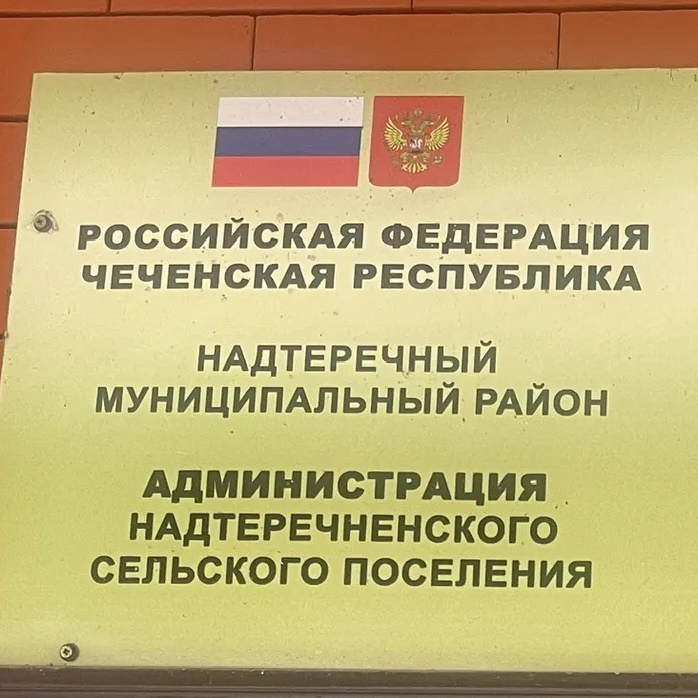 РОССИЙСКАЯ ФЕДЕРАЦИЯ
ЧЕЧЕНСКАЯ РЕСПУБЛИКА
НАДТЕРЕЧНЫЙ
МУНИЦИПАЛЬНЫЙ РАЙОН
АДМИНИСТРАЦИЯ
НАДТЕРЕЧНЕНСКОГО
СЕЛЬСКОГО ПОСЕЛЕНИЯ